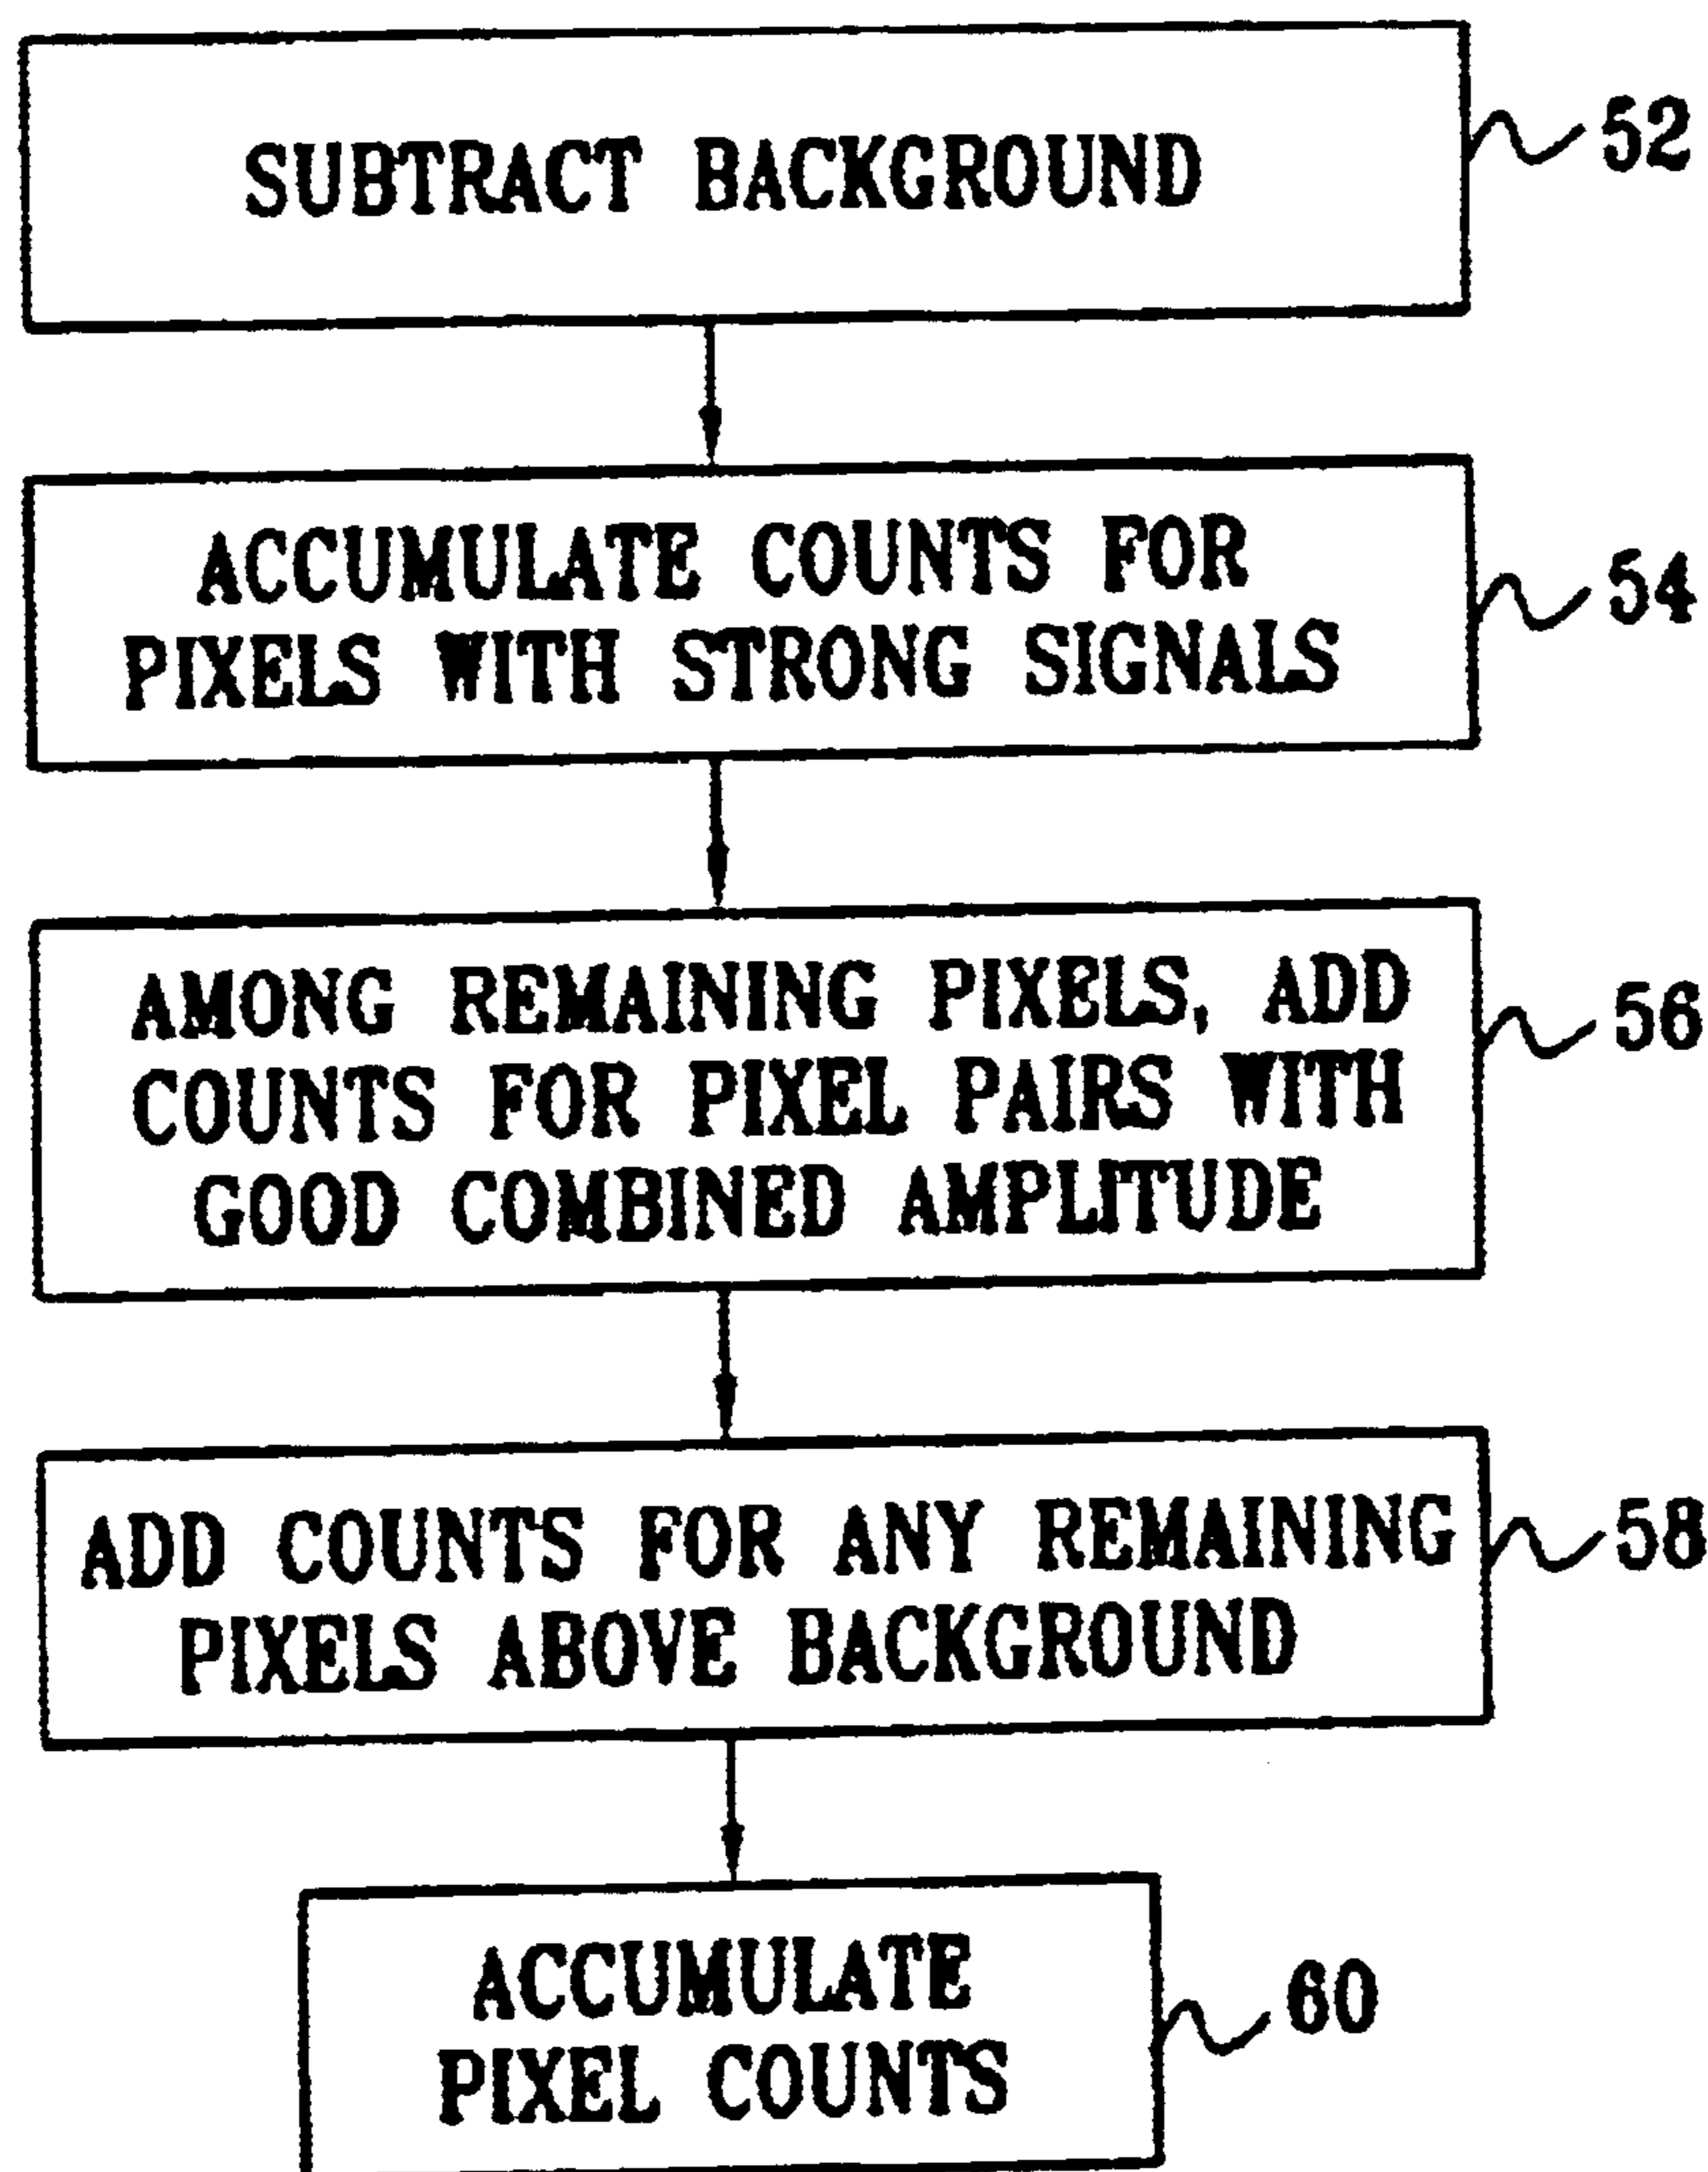 SUBTRACT BACKGROUND
52
ACCUMULATE COUNTS FOR
PIXELS WITH STRONG SIGNALS
54
AMONG REMAINING PIXELS, ADD
COUNTS FOR PIXEL PAIRS WITH
GOOD COMBINED AMPLITUDE
56
ADD COUNTS FOR ANY REMAINING
PIXELS ABOVE BACKGROUND
58
ACCUMULATE
PIXEL COUNTS
60